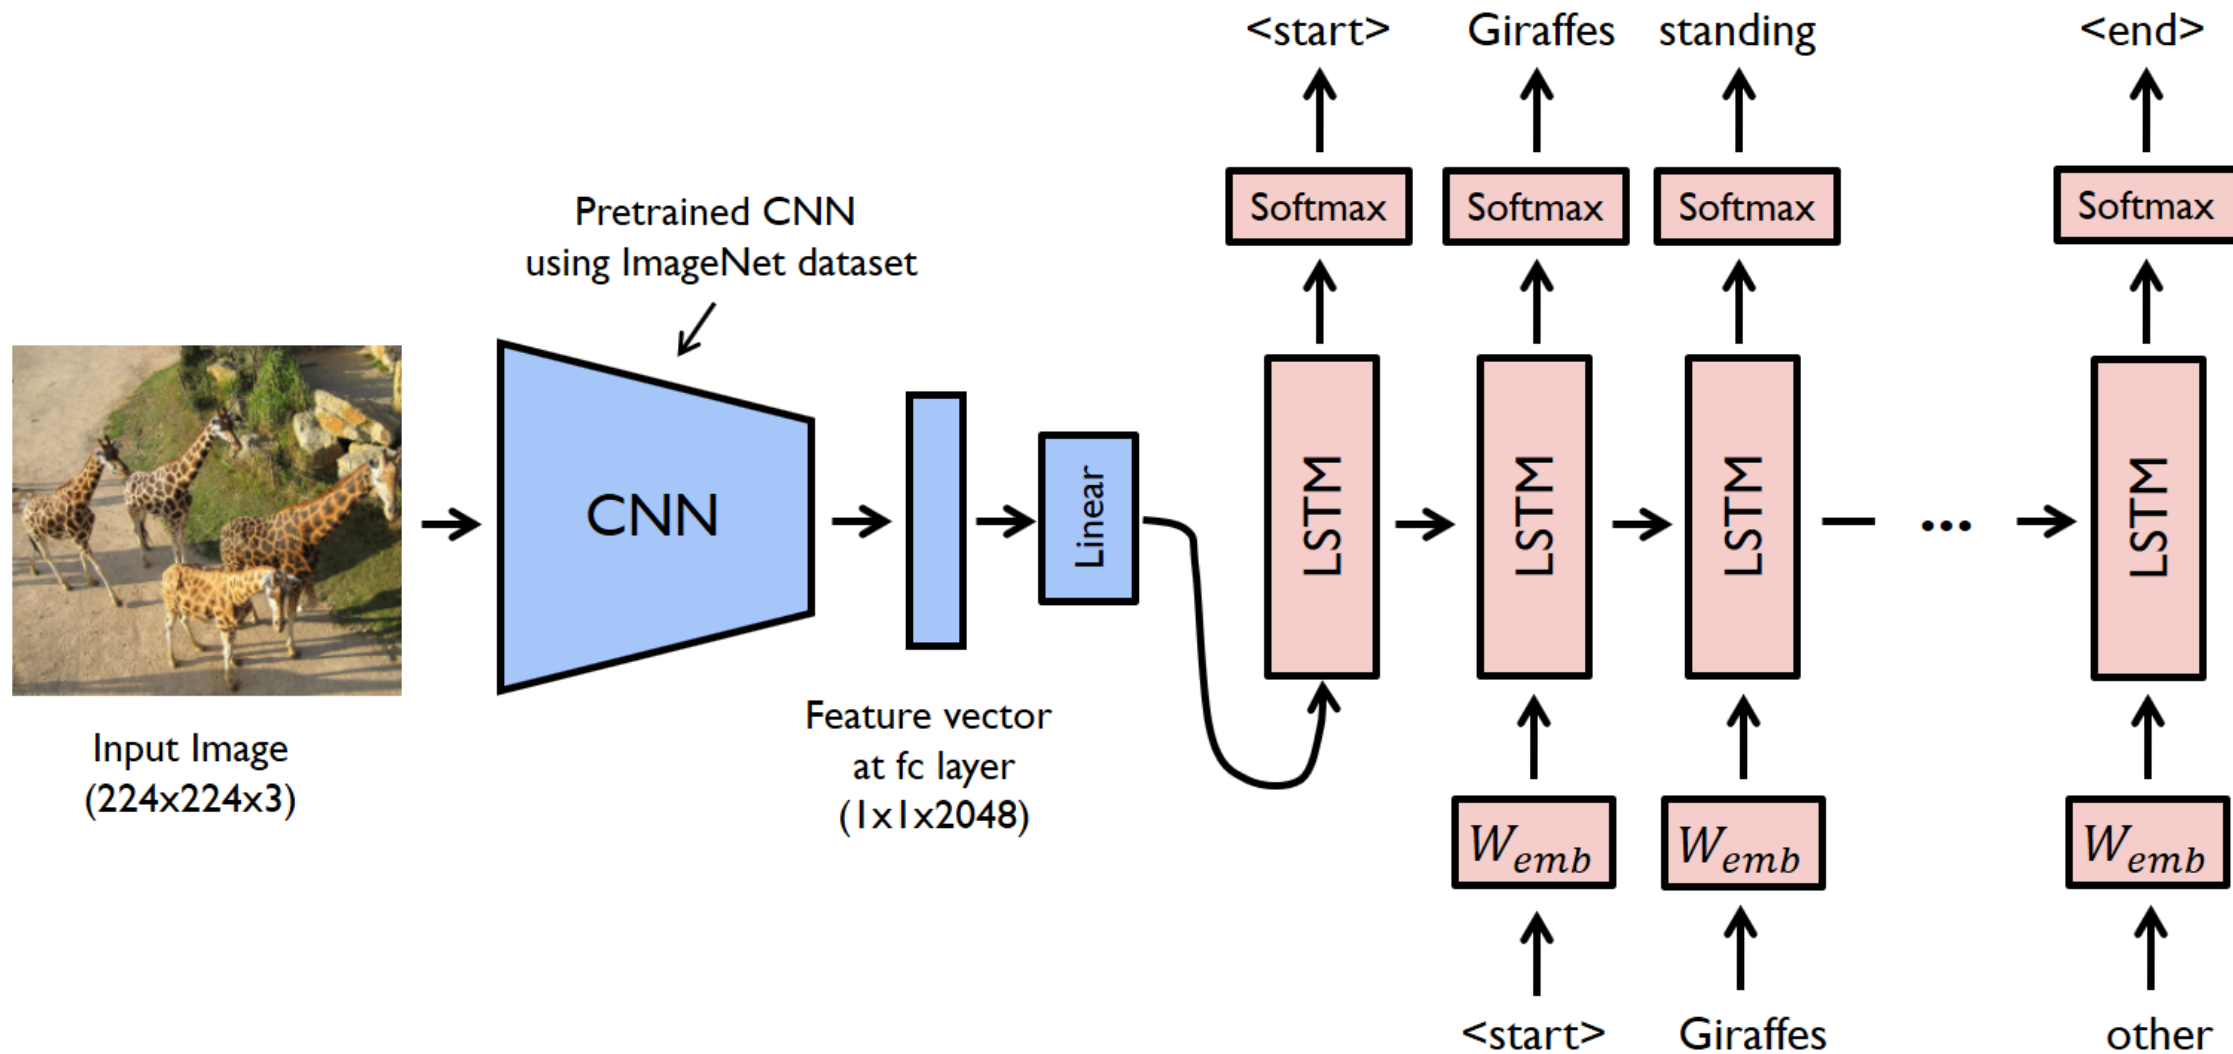 <start> Giraffes standing <end>
Softmax Softmax Softmax Softmax
Pretrained CNN
using ImageNet dataset
CNN
Linear
LSTM LSTM LSTM ... LSTM
Feature vector
at fc layer
(1x1x2048)
Input Image
(224x224x3)
W_emb W_emb W_emb
<start> Giraffes other